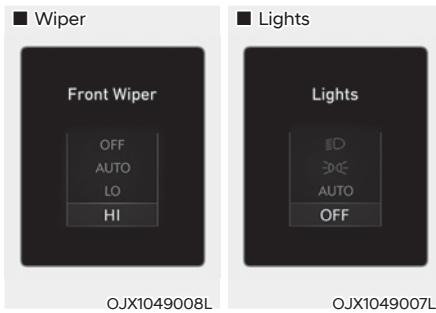 ■ Wiper
Front Wiper
OFF
AUTO
LO
HI
OJX1049008L
■ Lights
Lights
AUTO
OFF
OJX1049007L